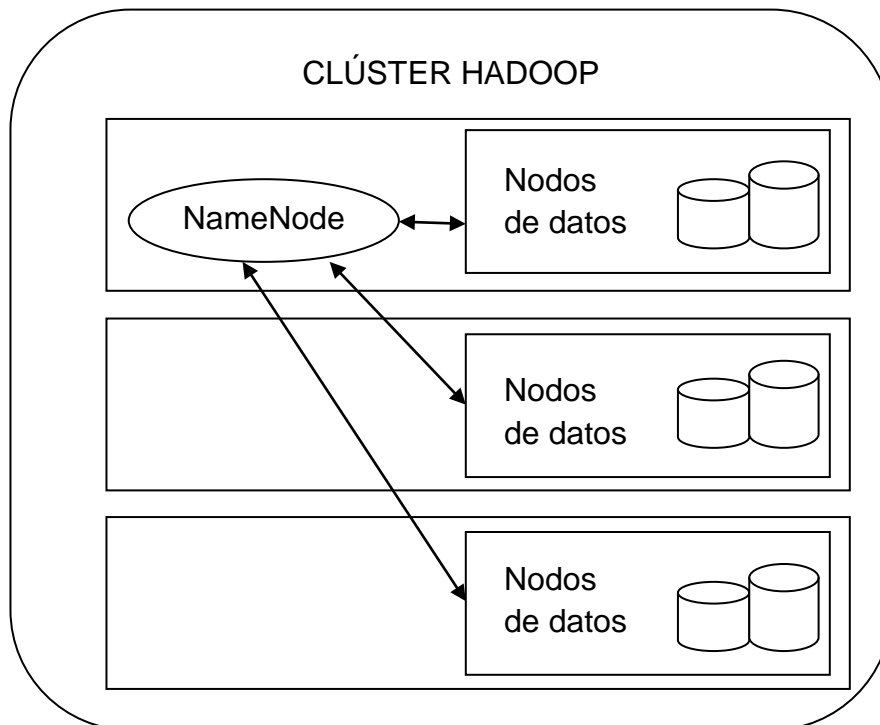 CLÚSTER HADOOP
NameNode
Nodos
de datos
Nodos
de datos
Nodos
de datos